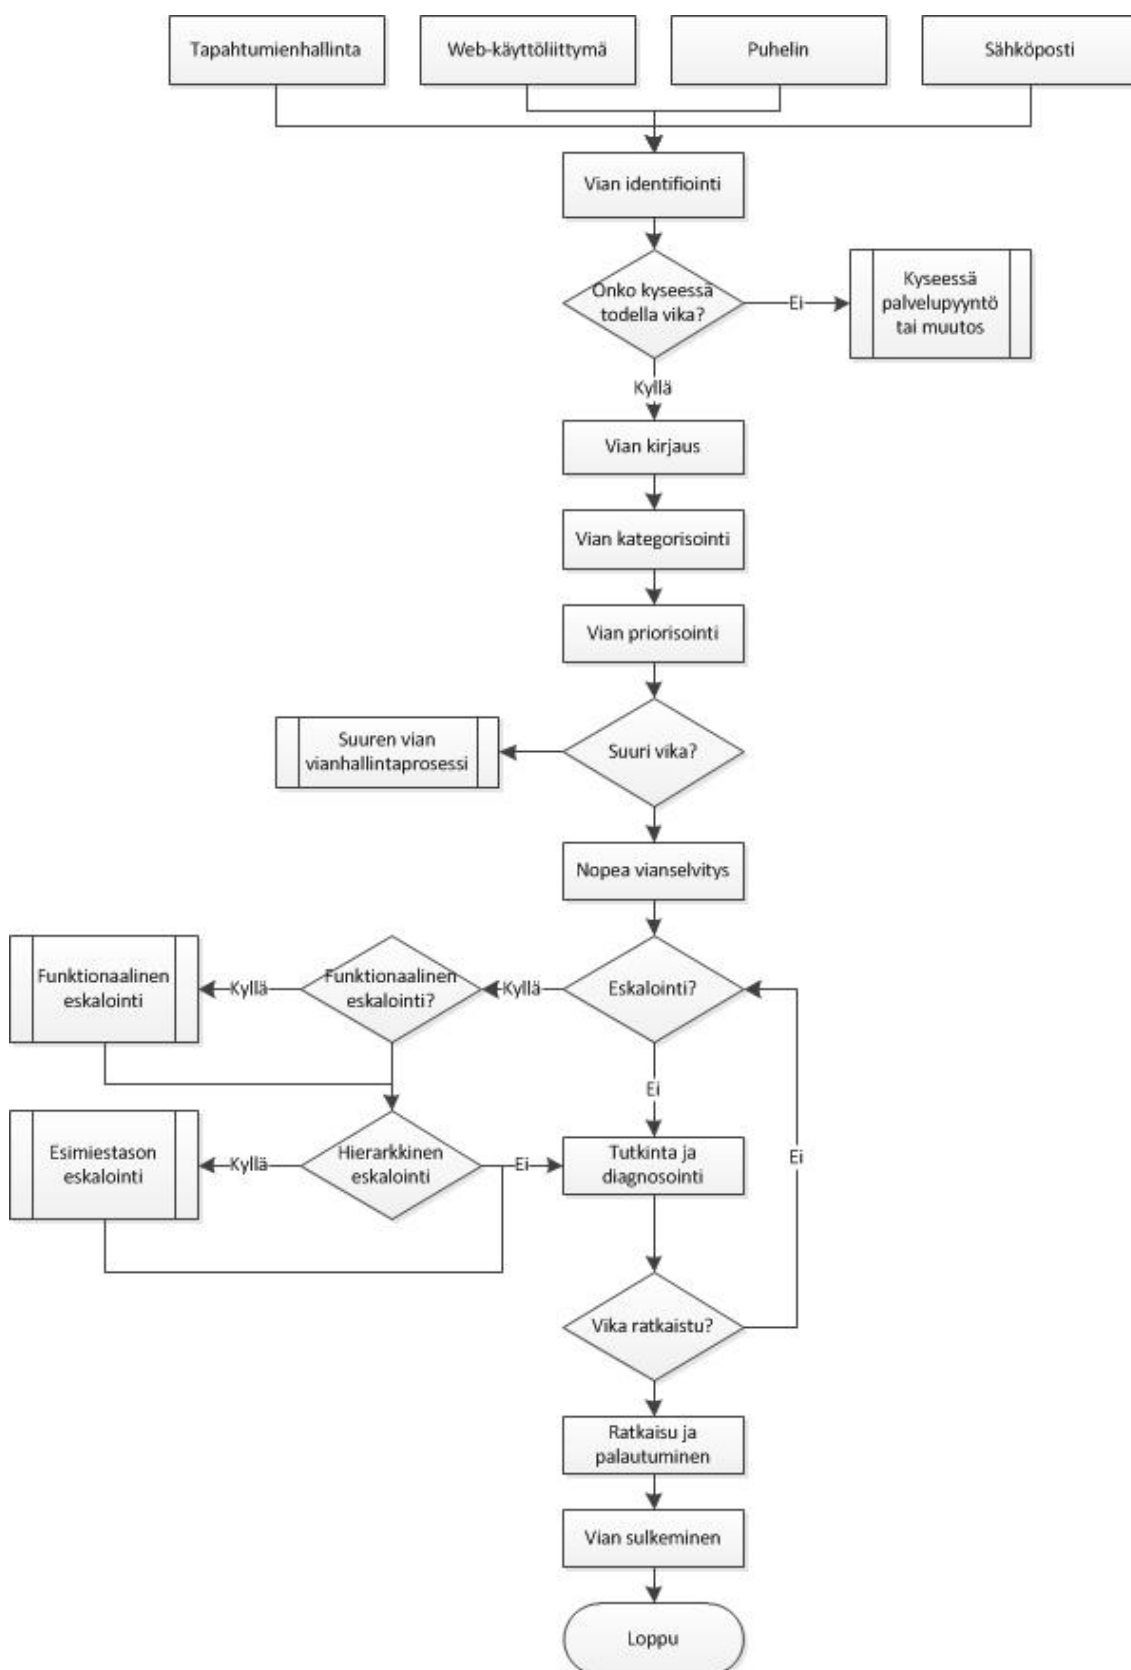 Tapahtumienhallinta
Web-käyttöliittymä
Puhelin
Sähköposti
Vian identifiointi
Onko kyseessä
todella vika?
Ei
Kyseessä
palvelupyyntö
tai muutos
Kyllä
Vian kirjaus
Vian kategorisointi
Vian priorisointi
Suuren vian
vianhallintaprosessi
Suuri vika?
Nopea vianselvitys
Funktionaalinen
eskalointi
Kyllä
Funktionaalinen
eskalointi?
Kyllä
Eskalointi?
Ei
Esimiestason
eskalointi
Kyllä
Hierarkkinen
eskalointi
Ei
Tutkinta ja
diagnosointi
Ei
Vika ratkaistu?
Ratkaisu ja
palautuminen
Vian sulkeminen
Loppu